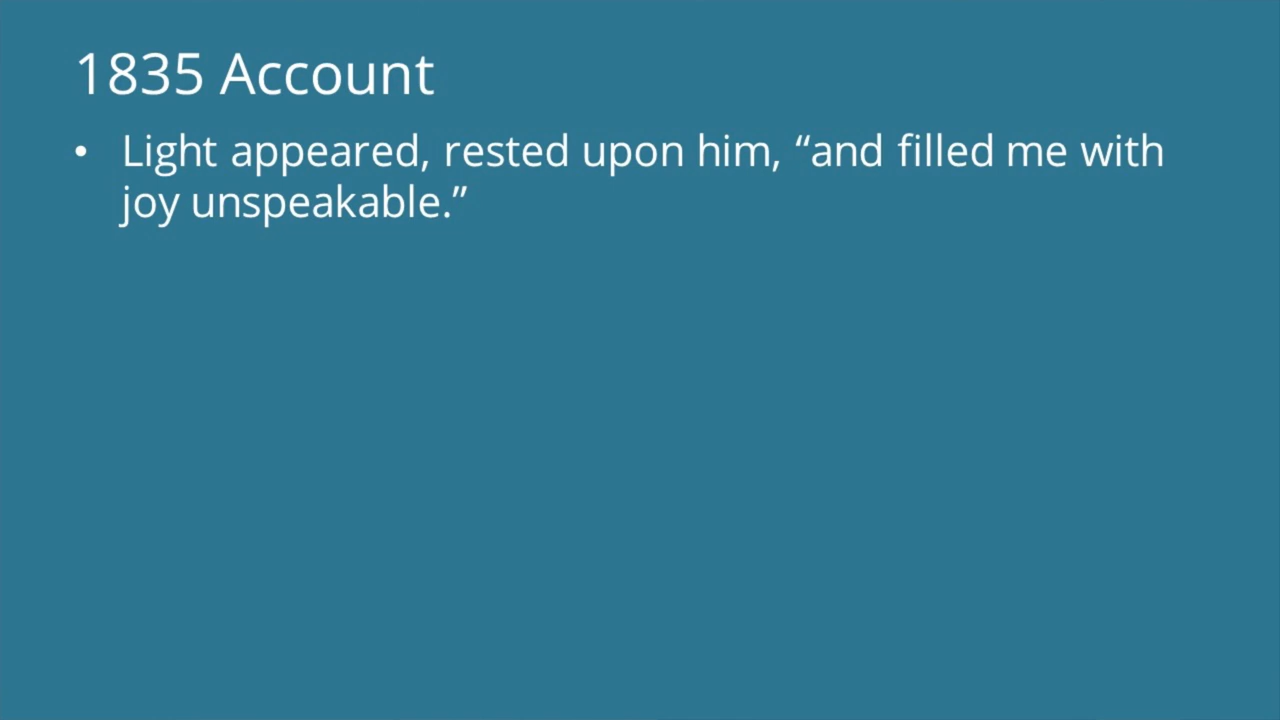 1835 Account
• Light appeared, rested upon him, “and filled me with
joy unspeakable.”